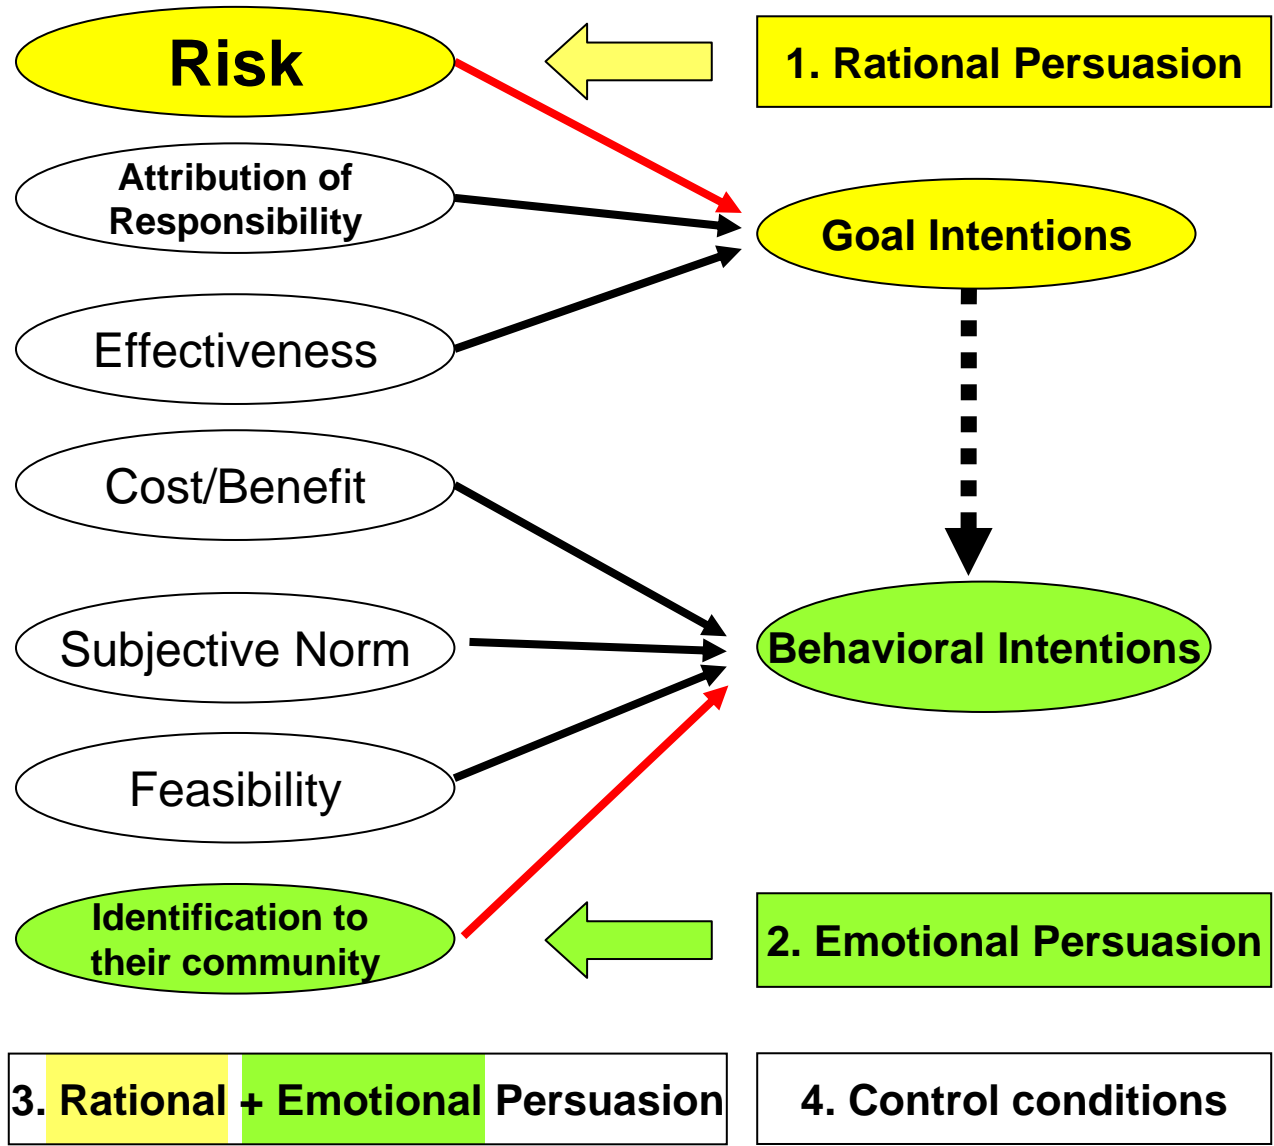 Risk
1. Rational Persuasion
Attribution of
Responsibility
Goal Intentions
Effectiveness
Cost/Benefit
Subjective Norm
Behavioral Intentions
Feasibility
Identification to
their community
2. Emotional Persuasion
3. Rational + Emotional Persuasion
4. Control conditions